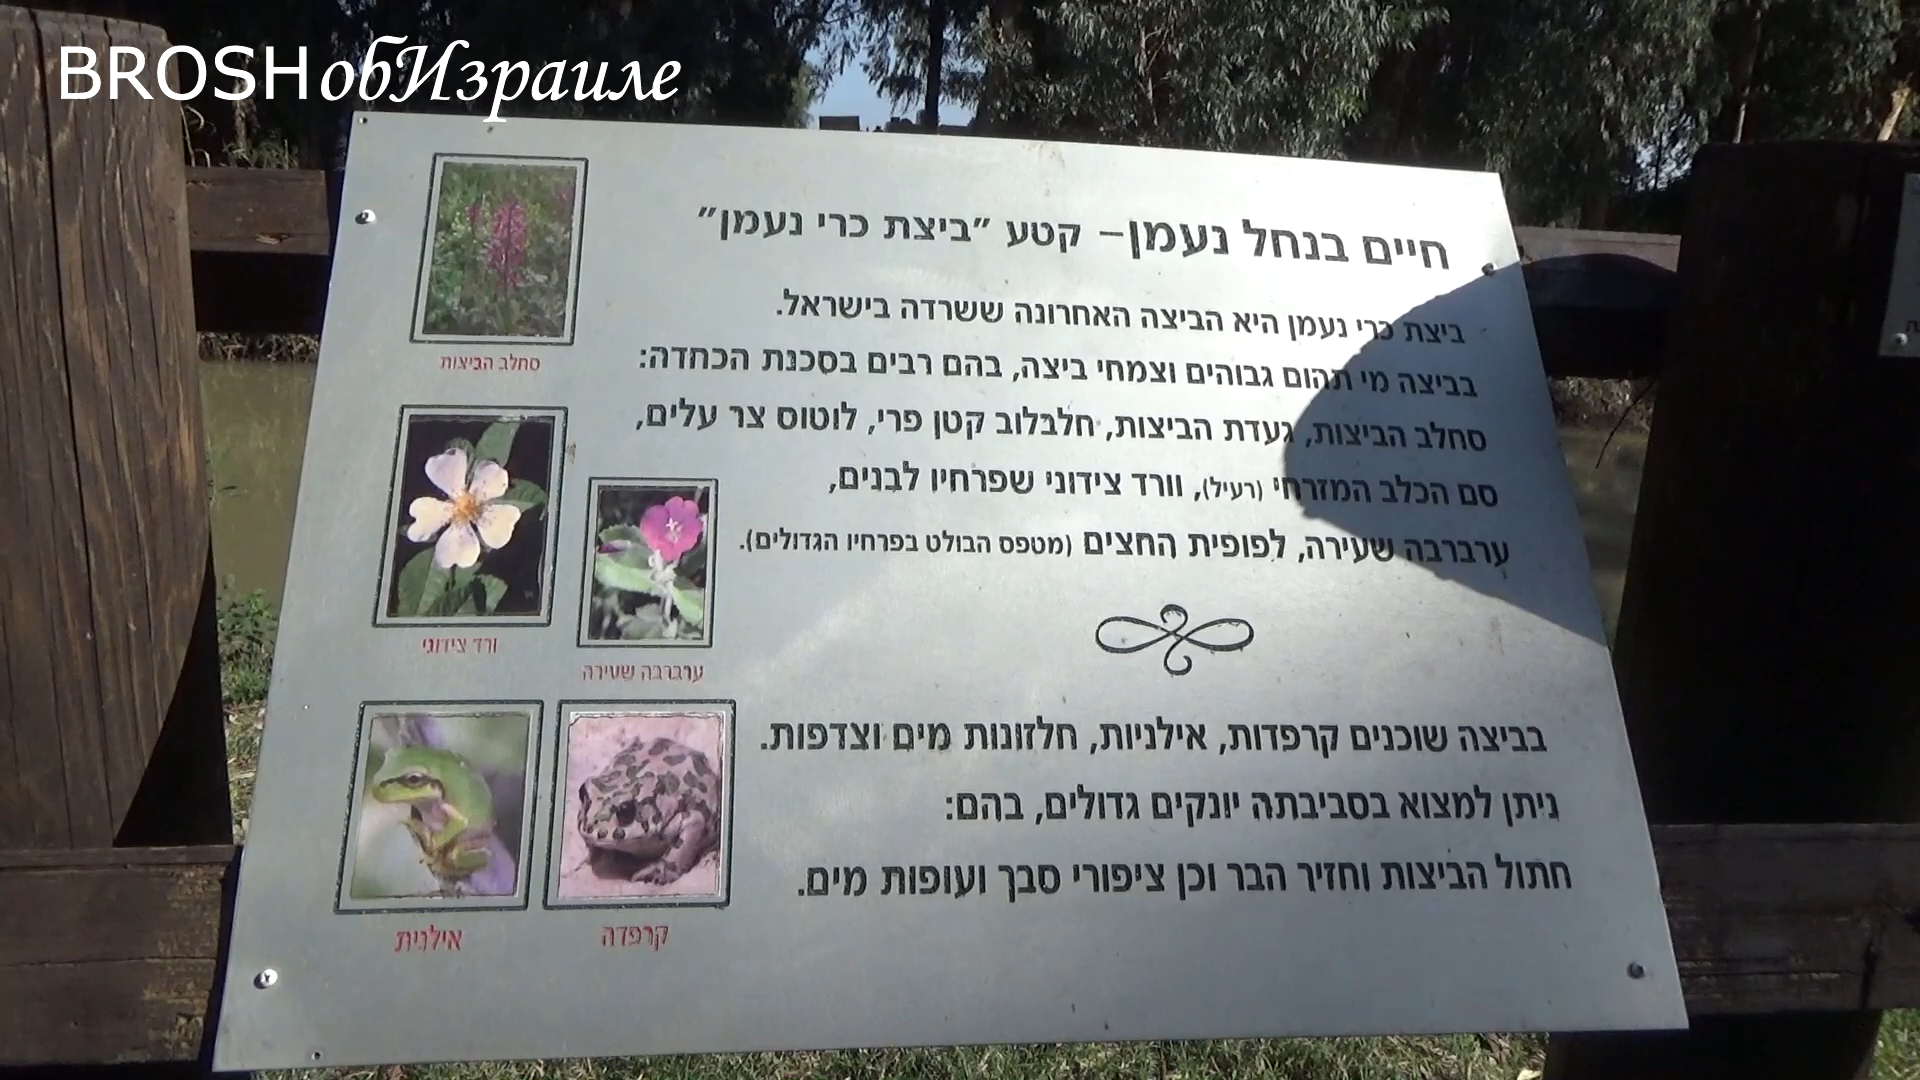 BROSHобИзраиле
חיים בנחל נעמן– קטע "ביצת כרי נעמן"
ביצת כרי נעמן היא הביצה האחרונה ששרדה בישראל.
בביצה מי תהום גבוהים וצמחי ביצה, בהם רבים בסכנת הכחדה:
סחלב הביצות, געדת הביצות, חלבלוב קטן פרי, לוטוס צר עלים,
סם הכלב המזרחי (רעיל), וורד צידוני שפרחיו לבנים,
ערברבה שעירה, לפופית החצים (מטפס הבולט בפרחיו הגדולים).
בביצה שוכנים קרפדות, אילניות, חלזונות מים וצדפות.
ניתן למצוא בסביבתה יונקים גדולים, בהם:
חתול הביצות וחזיר הבר וכן ציפורי סבך ועופות מים.
סחלב הביצות
ורד צידוני
ערברבה שעירה
אילנית
קרפדה